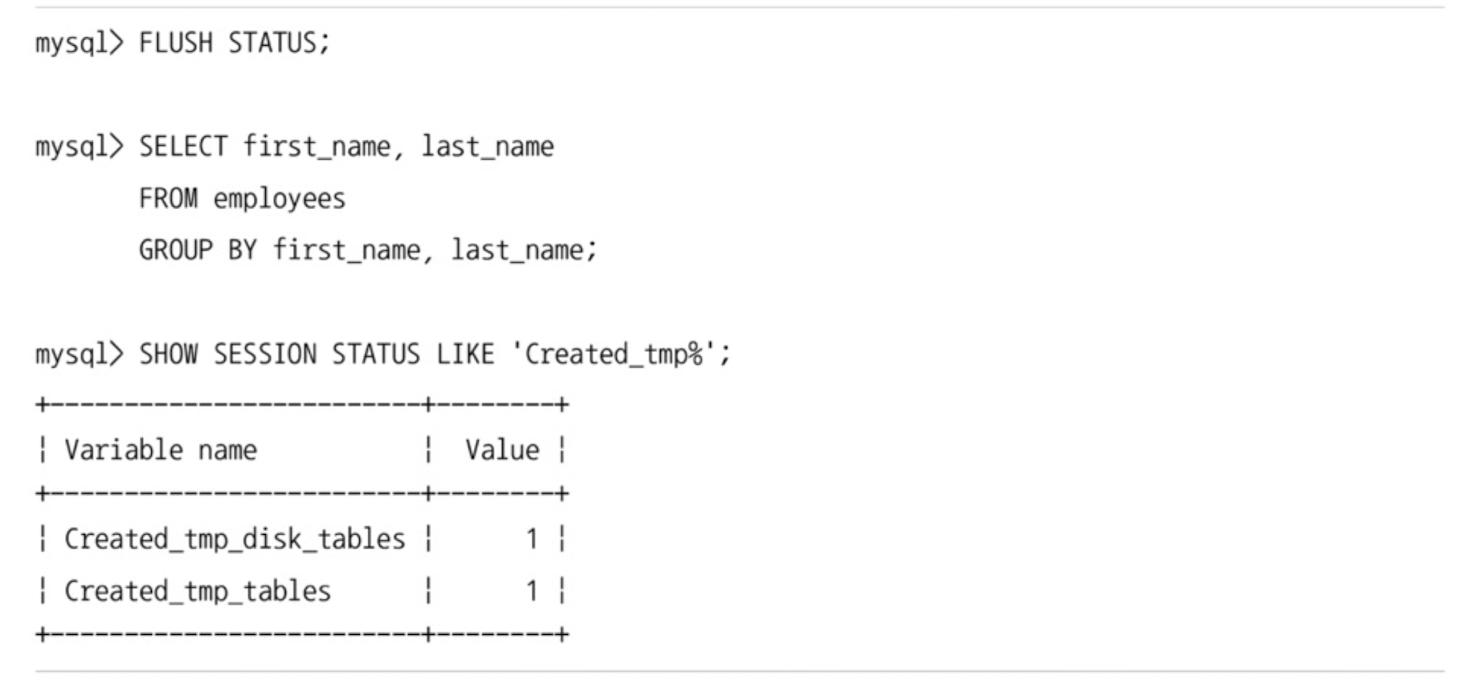 mysql> FLUSH STATUS;
mysql> SELECT first_name, last_name
FROM employees
GROUP BY first_name, last_name;
mysql> SHOW SESSION STATUS LIKE 'Created_tmp%';
+-------------------------+--------+
¦ Variable name ¦ Value ¦
+-------------------------+--------+
¦ Created_tmp_disk_tables ¦ 1 ¦
¦ Created_tmp_tables ¦ 1 ¦
+-------------------------+--------+